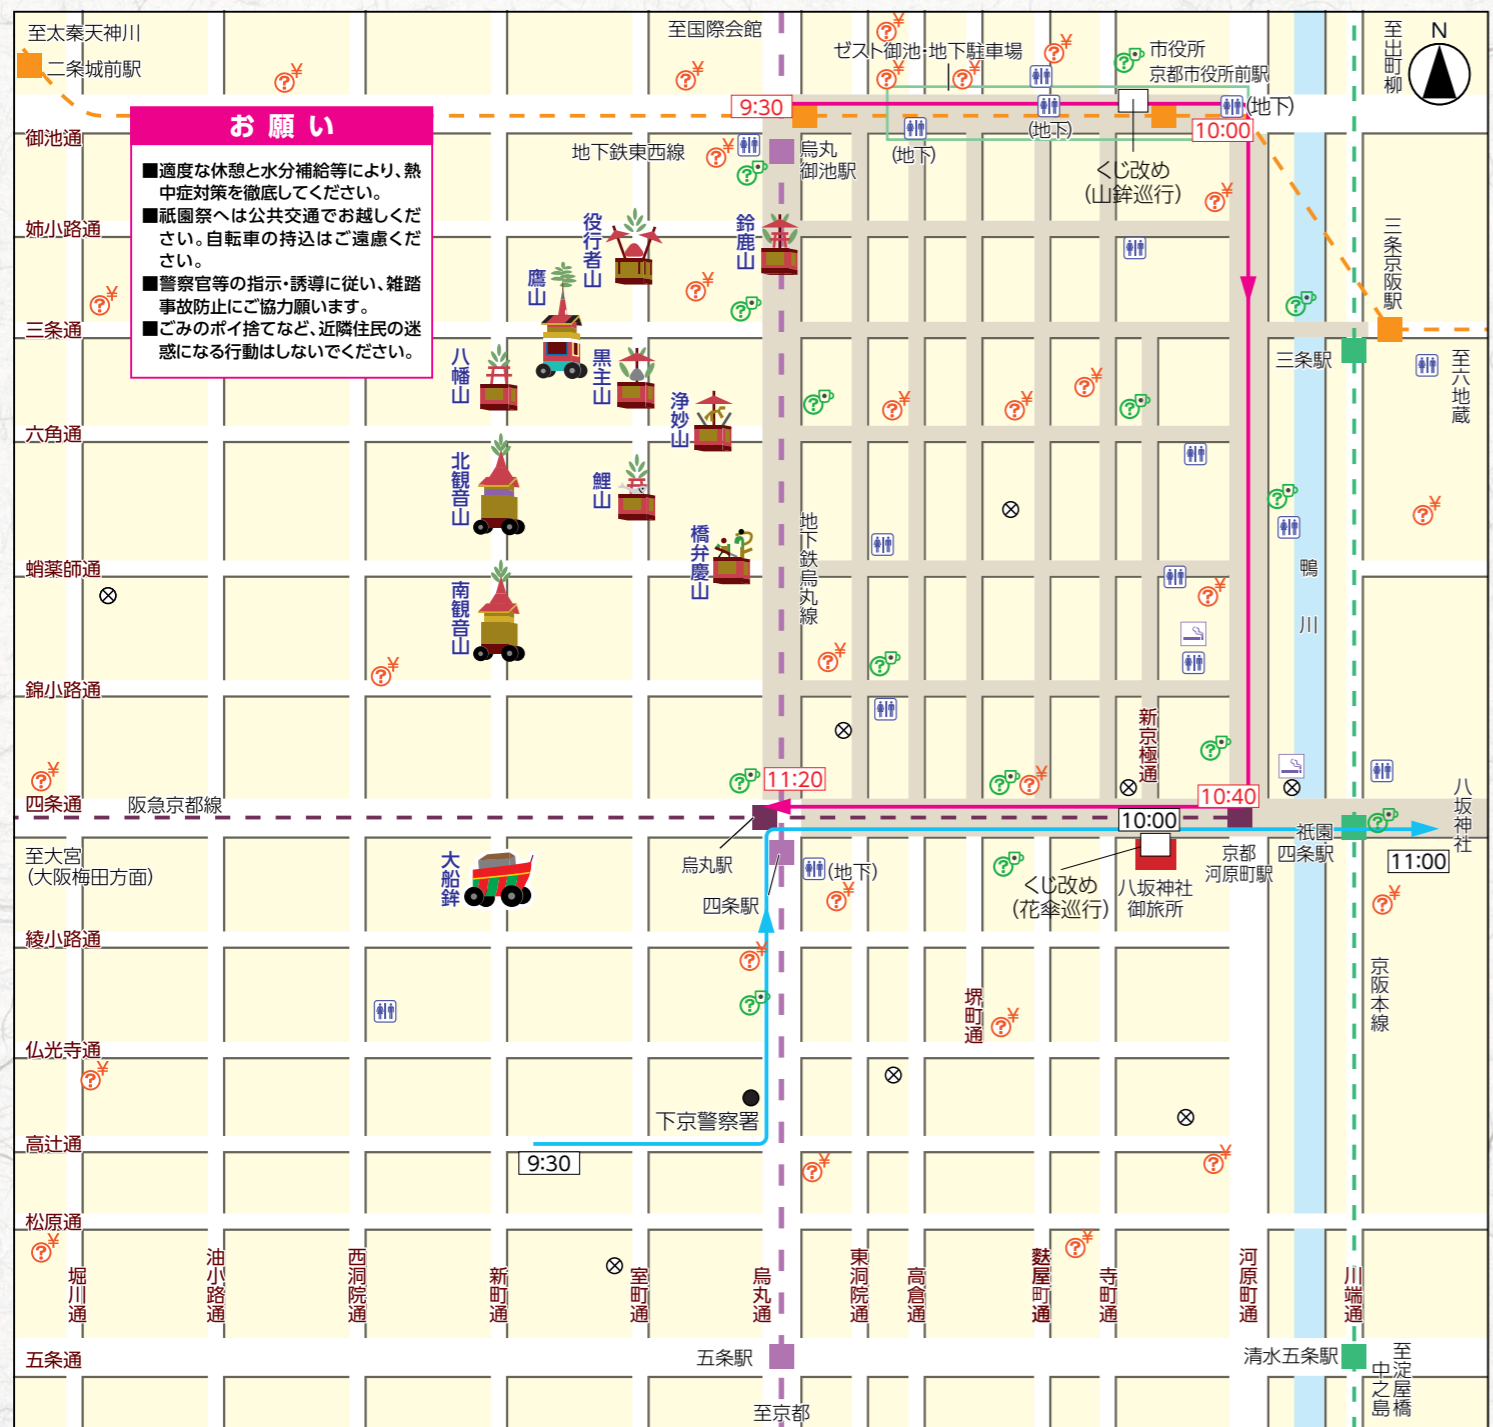 至太秦天神川
二条城前駅
至国際会館
ゼスト御池・地下駐車場
市役所
京都市役所前駅
至出町柳
N
9:30
(地下)
(地下)
(地下)
10:00
くじ改め
(山鉾巡行)
お願い
■適度な休憩と水分補給等により、熱
中症対策を徹底してください。
■祇園祭へは公共交通でお越しくだ
さい。自転車の持込はご遠慮くだ
さい。
■警察官等の指示・誘導に従い、雑踏
事故防止にご協力願います。
■ごみのポイ捨てなど、近隣住民の迷
惑になる行動はしないでください。
御池通
地下鉄東西線
烏丸
御池駅
姉小路通
役行者山
鈴鹿山
鷹山
三条京阪駅
三条通
八幡山
黒主山
浄妙山
三条駅
至六地蔵
六角通
北観音山
鯉山
橋弁慶山
地下鉄烏丸線
鴨川
蛸薬師通
南観音山
錦小路通
新京極通
四条通
阪急京都線
11:20
10:40
10:00
祇園
四条駅
八坂神社
11:00
至大宮
(大阪梅田方面)
大船鉾
烏丸駅
四条駅
(地下)
くじ改め
(花傘巡行)
八坂神社
御旅所
京都
河原町駅
綾小路通
京阪本線
堺町通
仏光寺通
下京警察署
高辻通
9:30
松原通
堀川通
油小路通
西洞院通
新町通
室町通
烏丸通
東洞院通
高倉通
麩屋町通
寺町通
河原町通
川端通
五条通
五条駅
清水五条駅
至淀屋橋
中之島
至京都